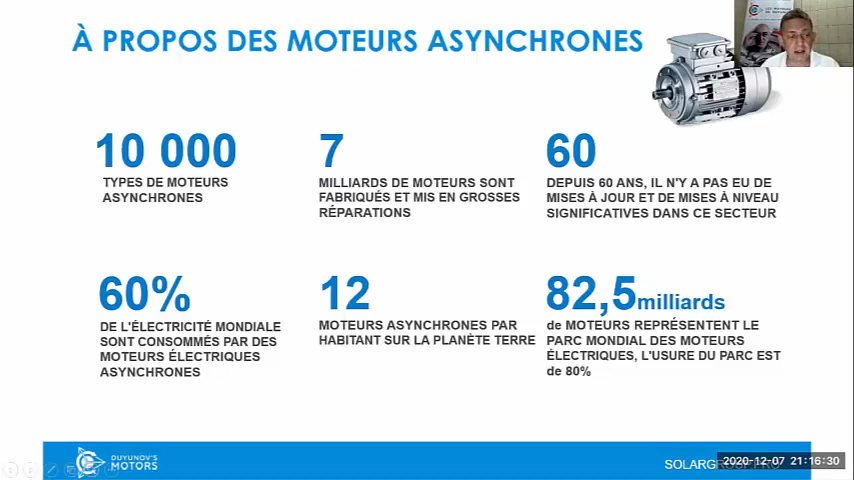 À PROPOS DES MOTEURS ASYNCHRONES
10 000
TYPES DE MOTEURS
ASYNCHRONES
7
MILLIARDS DE MOTEURS SONT
FABRIQUÉS ET MIS EN GROSSES
RÉPARATIONS
60
DEPUIS 60 ANS, IL N'Y A PAS EU DE
MISES À JOUR ET DE MISES À NIVEAU
SIGNIFICATIVES DANS CE SECTEUR
60%
DE L'ÉLECTRICITÉ MONDIALE
SONT CONSOMMÉS PAR DES
MOTEURS ÉLECTRIQUES
ASYNCHRONES
12
MOTEURS ASYNCHRONES PAR
HABITANT SUR LA PLANÈTE TERRE
82,5 milliards
de MOTEURS REPRÉSENTENT LE
PARC MONDIAL DES MOTEURS
ÉLECTRIQUES, L'USURE DU PARC EST
de 80%
DUYUNOV'S
MOTORS
2020-12-07 21:16:30